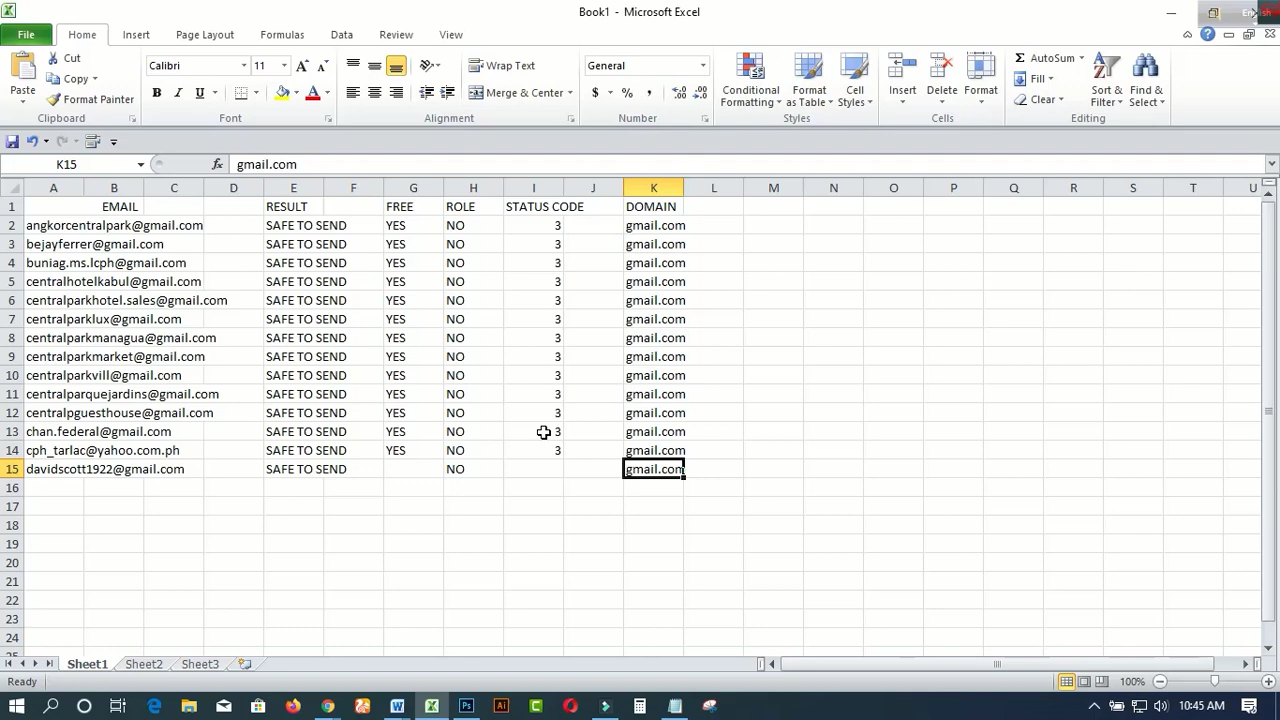 Book1 - Microsoft Excel
File Home Insert Page Layout Formulas Data Review View
Paste
Cut
Copy
Format Painter
Clipboard
Calibri 11
B I U
Font
Wrap Text
Merge & Center
Alignment
General
$ % ,
Number
Conditional Formatting
Format as Table
Cell Styles
Styles
Insert Delete Format
Cells
AutoSum
Fill
Clear
Sort & Filter
Find & Select
Editing
K15 fx gmail.com
A B C D E F G H I J K L M N O P Q R S T U
1 EMAIL RESULT FREE ROLE STATUS CODE DOMAIN
2 angkorcentralpark@gmail.com SAFE TO SEND YES NO 3 gmail.com
3 bejayferrer@gmail.com SAFE TO SEND YES NO 3 gmail.com
4 buniag.ms.lcph@gmail.com SAFE TO SEND YES NO 3 gmail.com
5 centralhotelkabul@gmail.com SAFE TO SEND YES NO 3 gmail.com
6 centralparkhotel.sales@gmail.com SAFE TO SEND YES NO 3 gmail.com
7 centralparklux@gmail.com SAFE TO SEND YES NO 3 gmail.com
8 centralparkmanagua@gmail.com SAFE TO SEND YES NO 3 gmail.com
9 centralparkmarket@gmail.com SAFE TO SEND YES NO 3 gmail.com
10 centralparkvill@gmail.com SAFE TO SEND YES NO 3 gmail.com
11 centralparquejardins@gmail.com SAFE TO SEND YES NO 3 gmail.com
12 centralpguesthouse@gmail.com SAFE TO SEND YES NO 3 gmail.com
13 chan.federal@gmail.com SAFE TO SEND YES NO 3 gmail.com
14 cph_tarlac@yahoo.com.ph SAFE TO SEND YES NO 3 gmail.com
15 davidscott1922@gmail.com SAFE TO SEND NO gmail.com
16
17
18
19
20
21
22
23
24
Sheet1 Sheet2 Sheet3
Ready 100%
10:45 AM